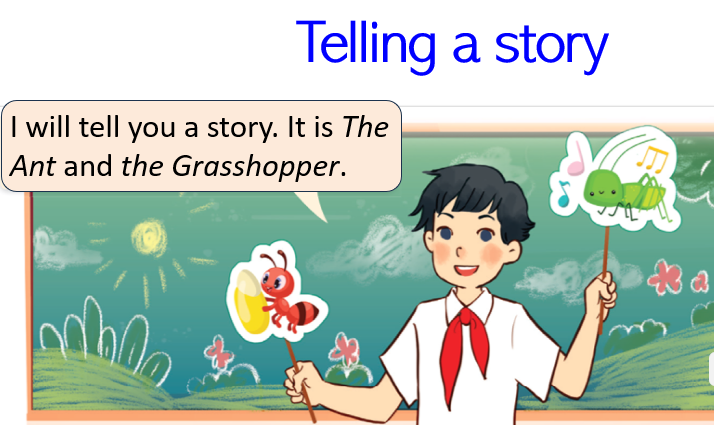 Telling a story
I will tell you a story. It is The
Ant and the Grasshopper.